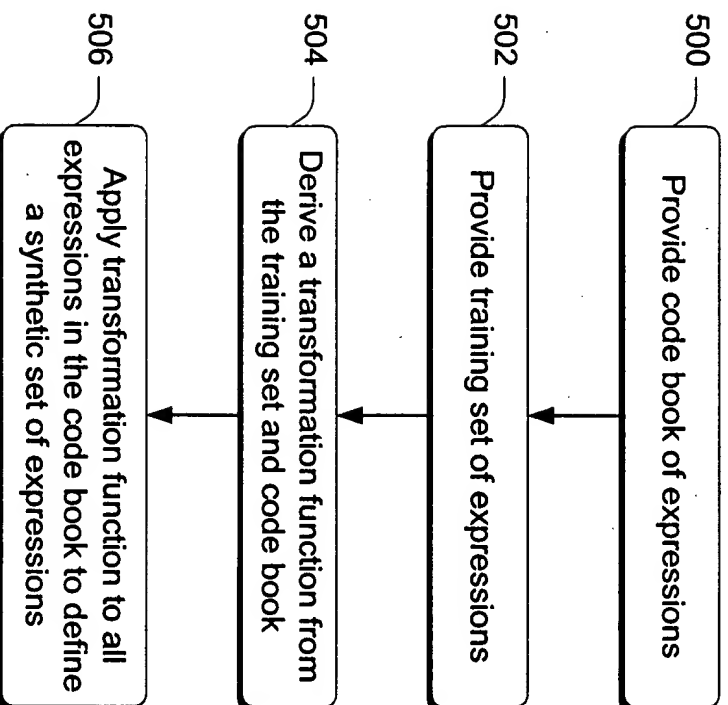 500
Provide code book of expressions
502
Provide training set of expressions
504
Derive a transformation function from
the training set and code book
506
Apply transformation function to all
expressions in the code book to define
a synthetic set of expressions